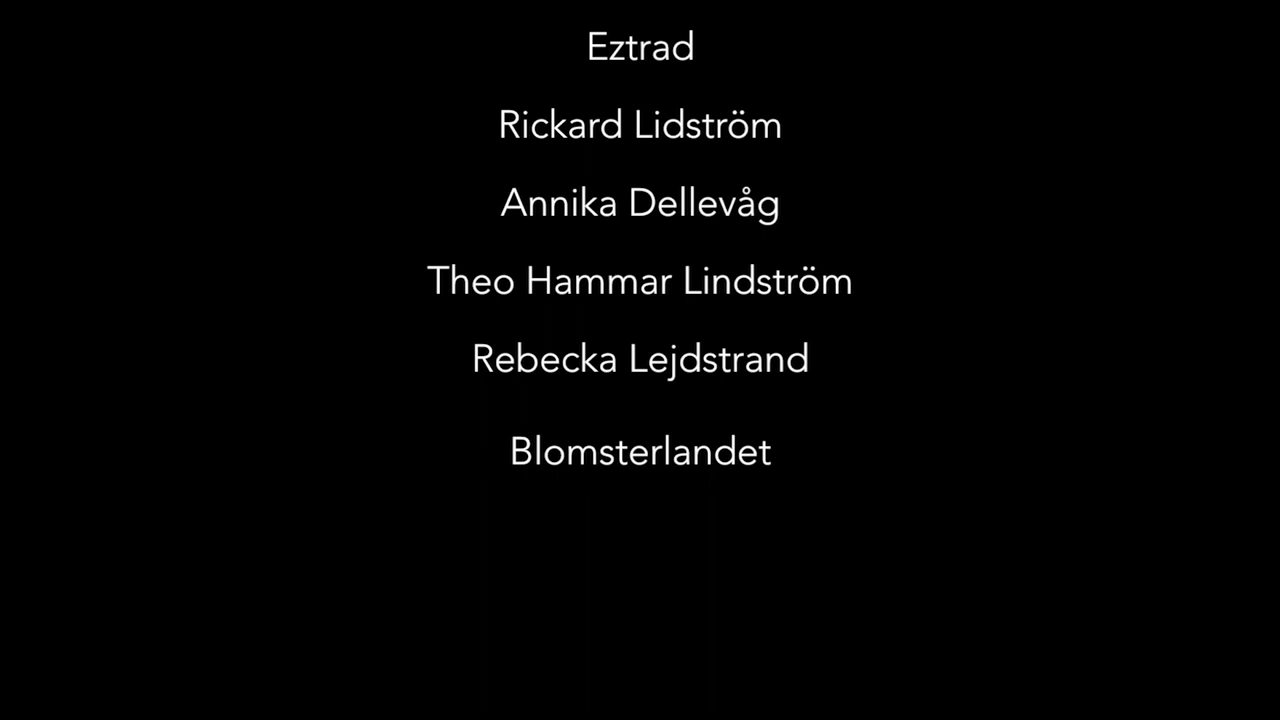 Eztrad
Rickard Lidström
Annika Dellevåg
Theo Hammar Lindström
Rebecka Lejdstrand
Blomsterlandet